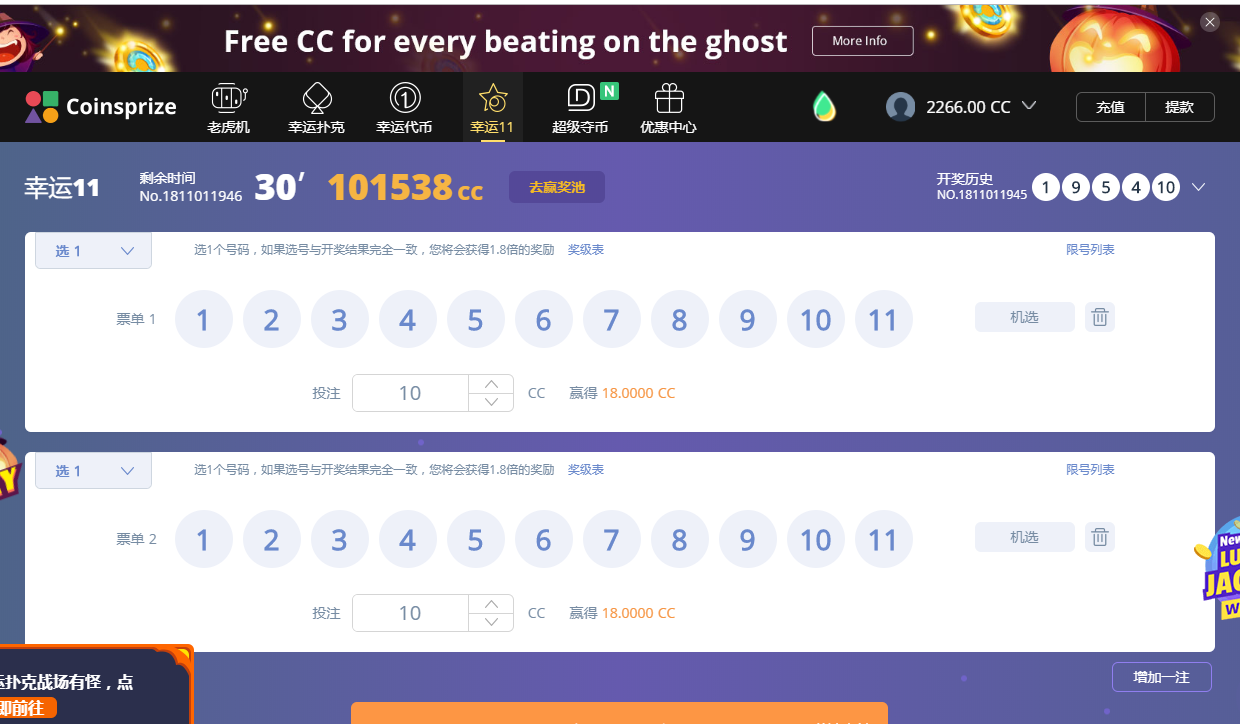 Free CC for every beating on the ghost
More Info
Coinsprize
老虎机
幸运扑克
幸运代币
幸运11
N
超级夺币
优惠中心
2266.00 CC
充值
提款
幸运11
剩余时间
No.1811011946
30′
101538 CC
去赢奖池
开奖历史
NO.1811011945
1 9 5 4 10
选 1
选1个号码，如果选号与开奖结果完全一致，您将会获得1.8倍的奖励 奖级表
限号列表
票单 1
1 2 3 4 5 6 7 8 9 10 11
机选
投注 10 CC 赢得 18.0000 CC
选 1
选1个号码，如果选号与开奖结果完全一致，您将会获得1.8倍的奖励 奖级表
限号列表
票单 2
1 2 3 4 5 6 7 8 9 10 11
机选
投注 10 CC 赢得 18.0000 CC
New
扑克战场有怪，点
即前往
增加一注